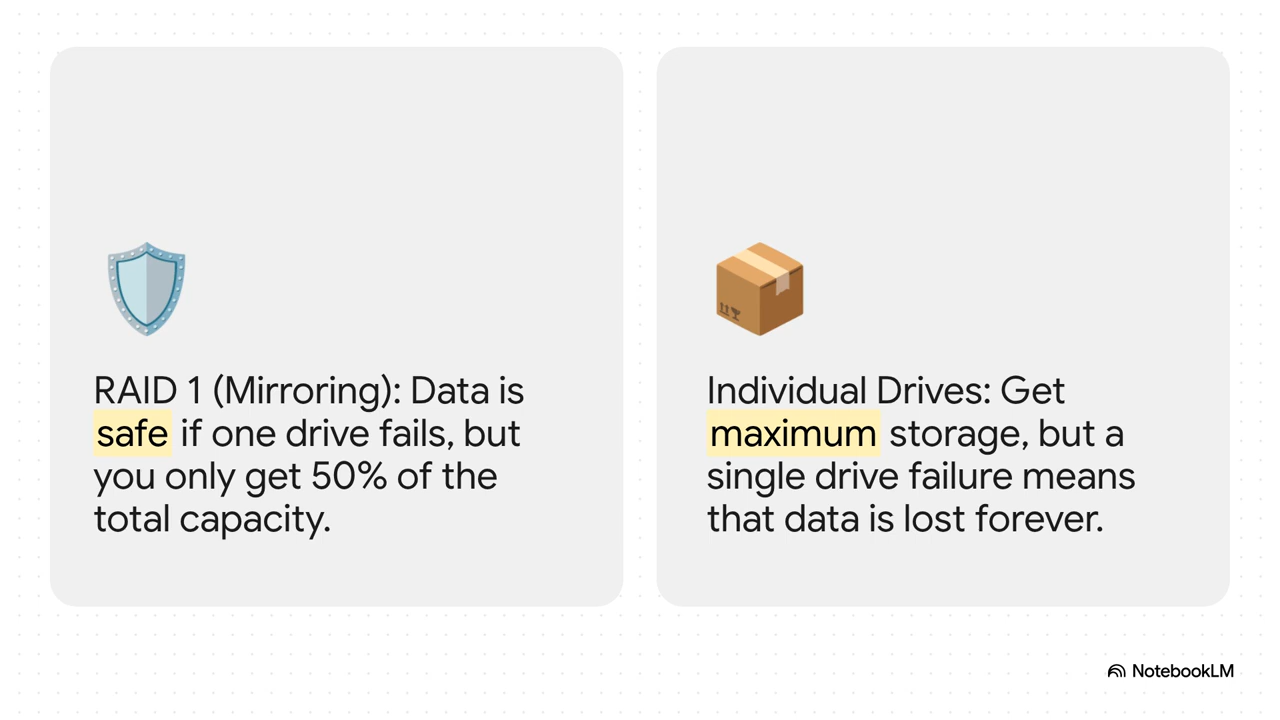 RAID 1 (Mirroring): Data is
safe if one drive fails, but
you only get 50% of the
total capacity.
Individual Drives: Get
maximum storage, but a
single drive failure means
that data is lost forever.
NotebookLM